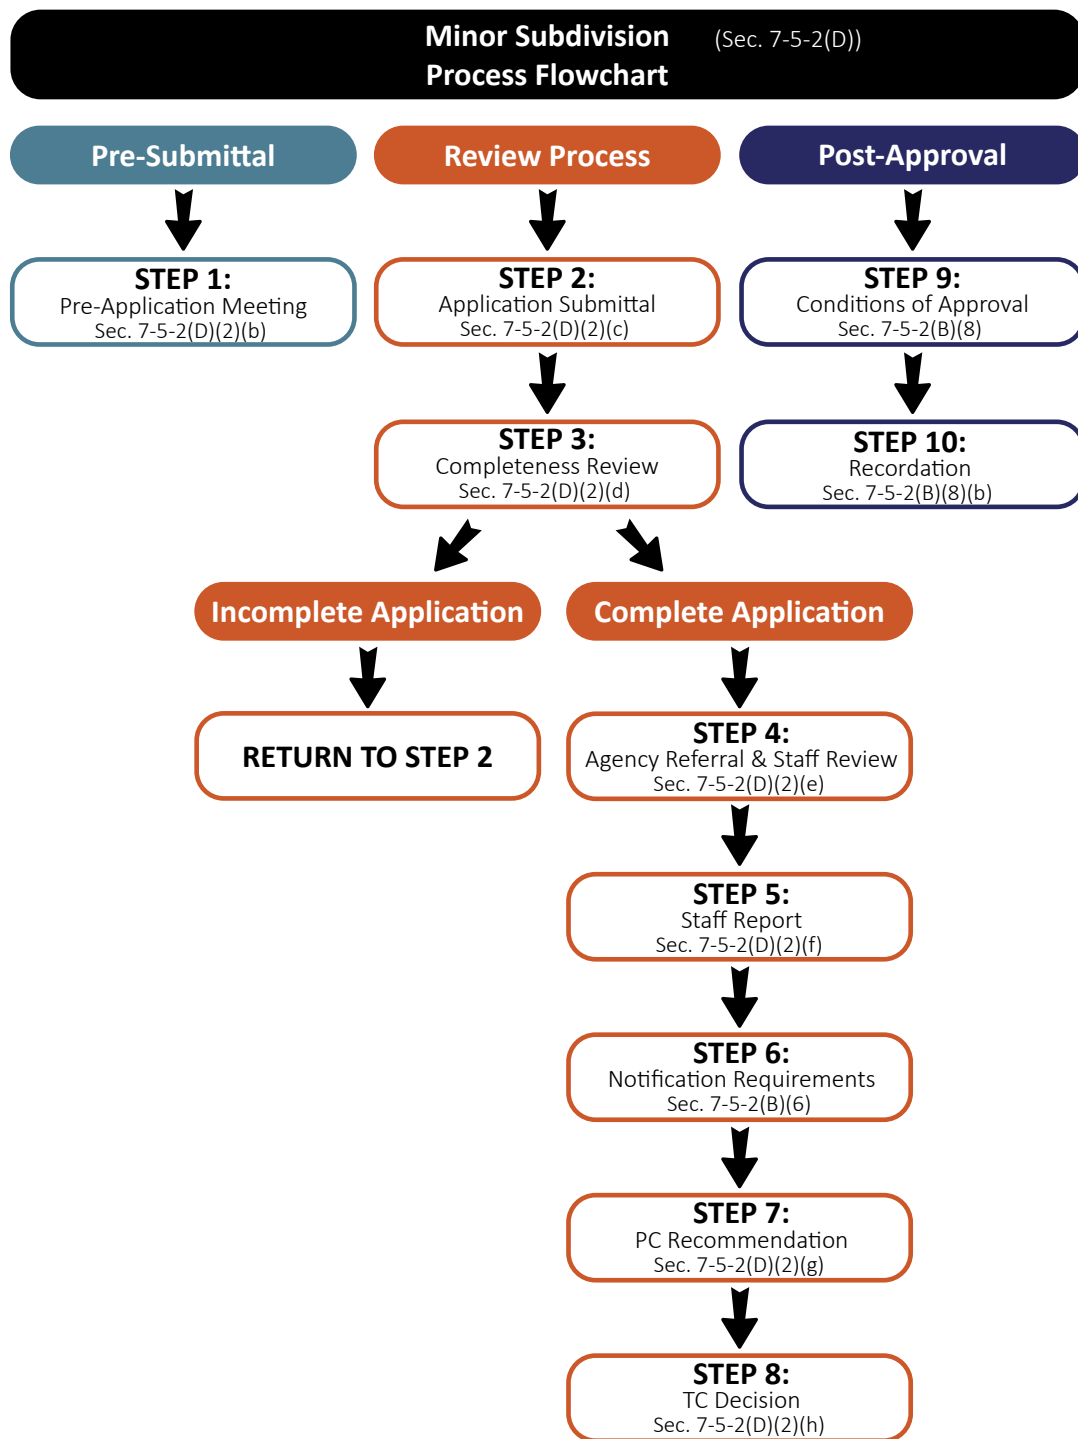 Minor Subdivision (Sec. 7-5-2(D))
Process Flowchart
Pre-Submittal
Review Process
Post-Approval
STEP 1:
Pre-Application Meeting
Sec. 7-5-2(D)(2)(b)
STEP 2:
Application Submittal
Sec. 7-5-2(D)(2)(c)
STEP 9:
Conditions of Approval
Sec. 7-5-2(B)(8)
STEP 3:
Completeness Review
Sec. 7-5-2(D)(2)(d)
STEP 10:
Recordation
Sec. 7-5-2(B)(8)(b)
Incomplete Application
Complete Application
RETURN TO STEP 2
STEP 4:
Agency Referral & Staff Review
Sec. 7-5-2(D)(2)(e)
STEP 5:
Staff Report
Sec. 7-5-2(D)(2)(f)
STEP 6:
Notification Requirements
Sec. 7-5-2(B)(6)
STEP 7:
PC Recommendation
Sec. 7-5-2(D)(2)(g)
STEP 8:
TC Decision
Sec. 7-5-2(D)(2)(h)